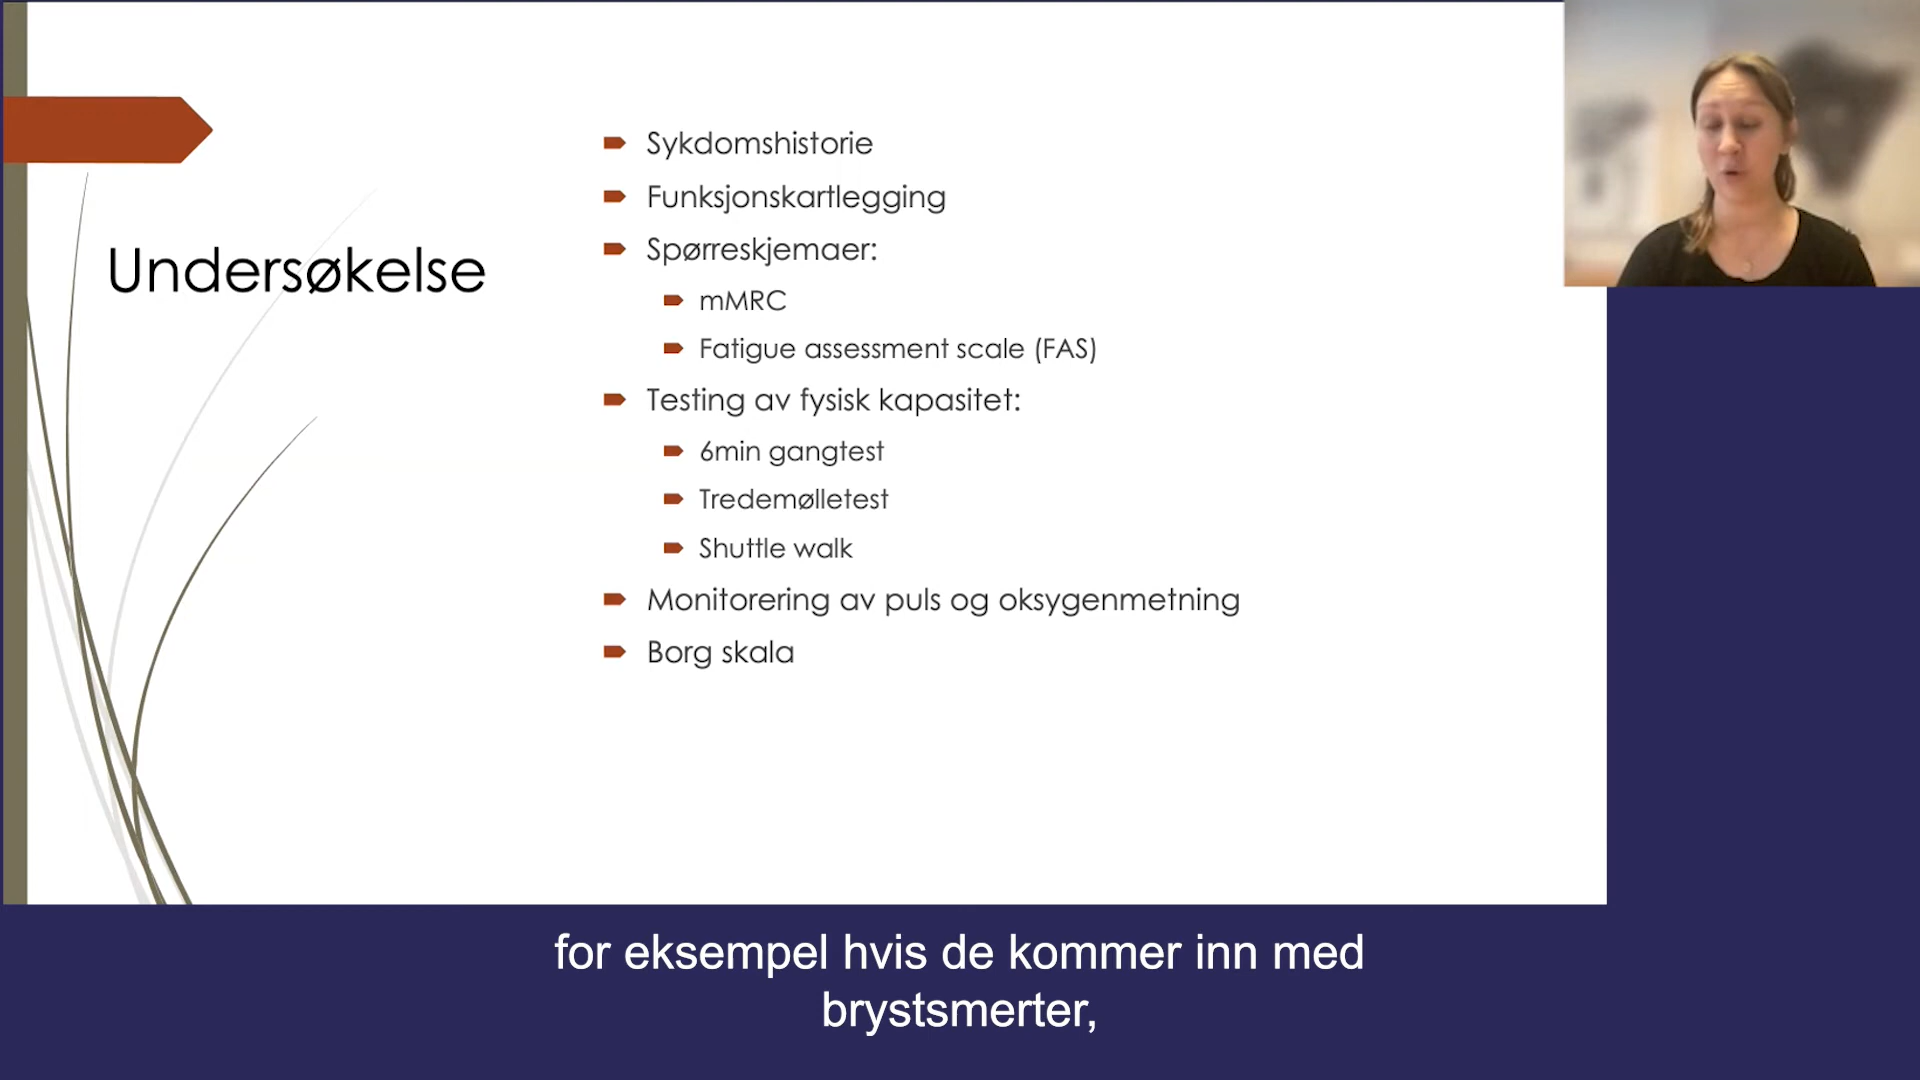 Undersøkelse
Sykdomshistorie
Funksjonskartlegging
Spørreskjemaer:
mMRC
Fatigue assessment scale (FAS)
Testing av fysisk kapasitet:
6min gangtest
Tredemølletest
Shuttle walk
Monitorering av puls og oksygenmetning
Borg skala
for eksempel hvis de kommer inn med
brystsmerter,